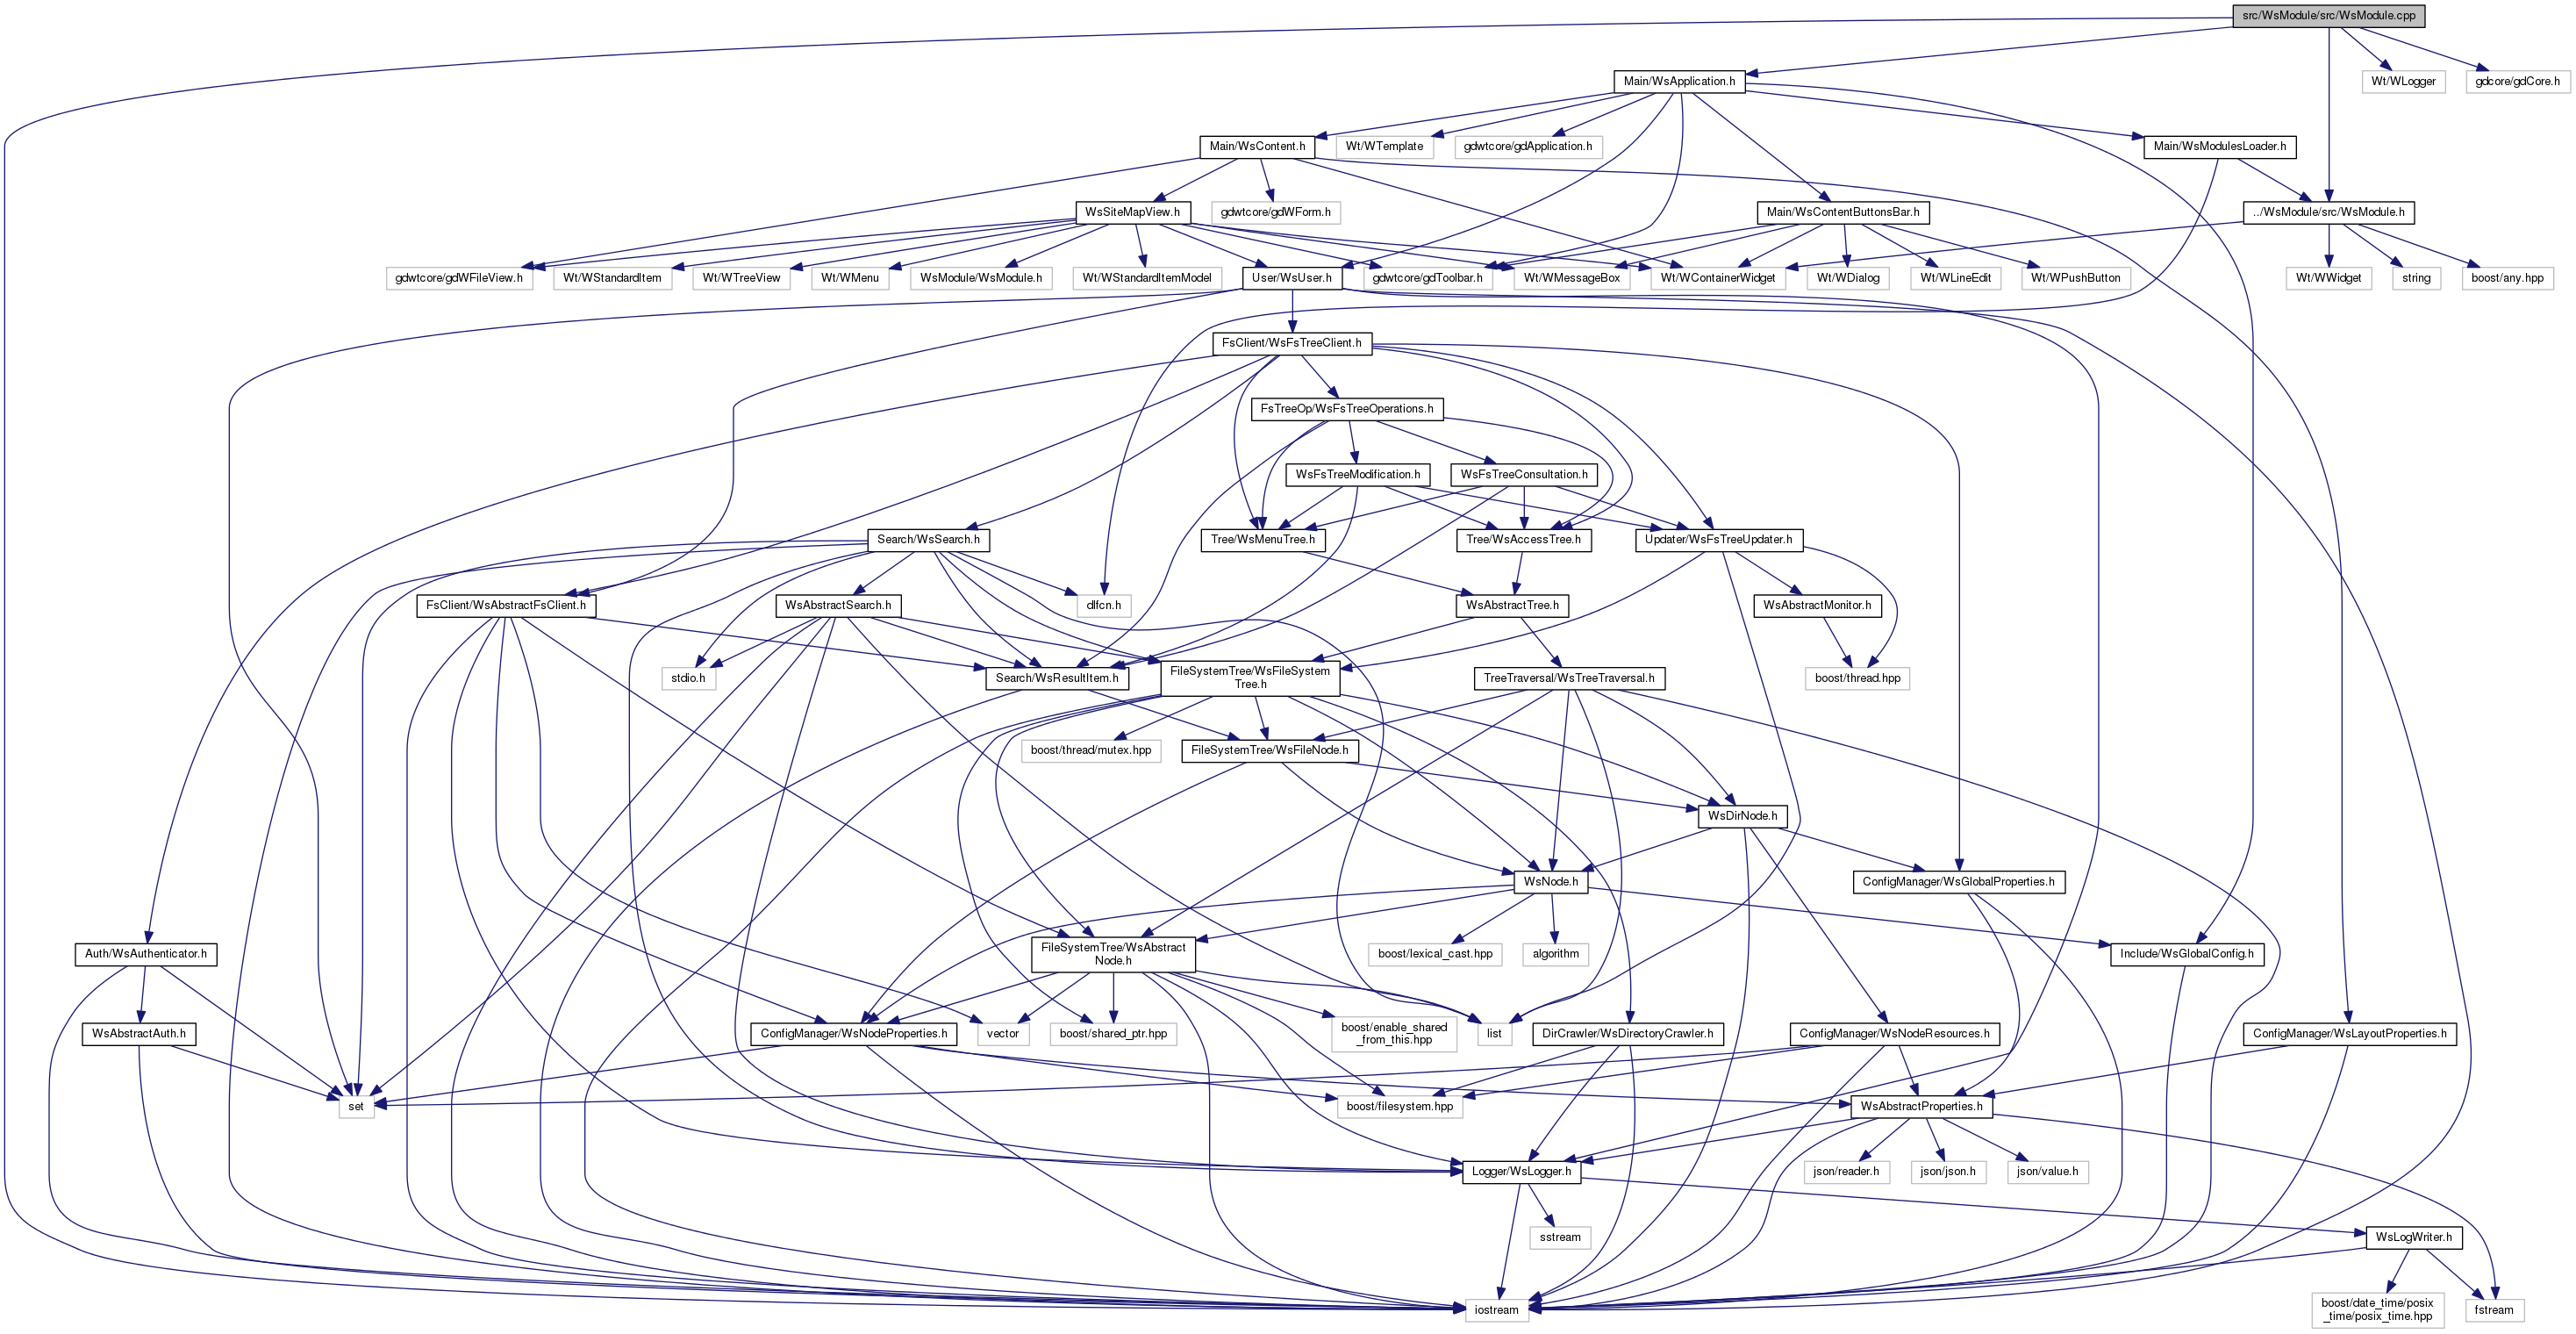 src/WsModule/src/WsModule.cpp
Main/WsApplication.h
Wt/WLogger
gdcore/gdCore.h
Main/WsContent.h
Wt/WTemplate
gdwtcore/gdApplication.h
Main/WsModulesLoader.h
WsSiteMapView.h
gdwtcore/gdWForm.h
Main/WsContentButtonsBar.h
../WsModule/src/WsModule.h
gdwtcore/gdWFileView.h
Wt/WStandardItem
Wt/WTreeView
Wt/WMenu
WsModule/WsModule.h
Wt/WStandardItemModel
User/WsUser.h
gdwtcore/gdToolbar.h
Wt/WMessageBox
Wt/WContainerWidget
Wt/WDialog
Wt/WLineEdit
Wt/WPushButton
Wt/WWidget
string
boost/any.hpp
FsClient/WsFsTreeClient.h
FsTreeOp/WsFsTreeOperations.h
WsFsTreeModification.h
WsFsTreeConsultation.h
Search/WsSearch.h
Tree/WsMenuTree.h
Tree/WsAccessTree.h
Updater/WsFsTreeUpdater.h
FsClient/WsAbstractFsClient.h
WsAbstractSearch.h
dlfcn.h
WsAbstractTree.h
WsAbstractMonitor.h
stdio.h
Search/WsResultItem.h
FileSystemTree/WsFileSystem
Tree.h
TreeTraversal/WsTreeTraversal.h
boost/thread.hpp
boost/thread/mutex.hpp
FileSystemTree/WsFileNode.h
WsDirNode.h
WsNode.h
ConfigManager/WsGlobalProperties.h
Auth/WsAuthenticator.h
FileSystemTree/WsAbstract
Node.h
boost/lexical_cast.hpp
algorithm
Include/WsGlobalConfig.h
WsAbstractAuth.h
ConfigManager/WsNodeProperties.h
vector
boost/shared_ptr.hpp
boost/enable_shared
_from_this.hpp
list
DirCrawler/WsDirectoryCrawler.h
ConfigManager/WsNodeResources.h
ConfigManager/WsLayoutProperties.h
set
boost/filesystem.hpp
WsAbstractProperties.h
Logger/WsLogger.h
json/reader.h
json/json.h
json/value.h
sstream
WsLogWriter.h
iostream
boost/date_time/posix
_time/posix_time.hpp
fstream